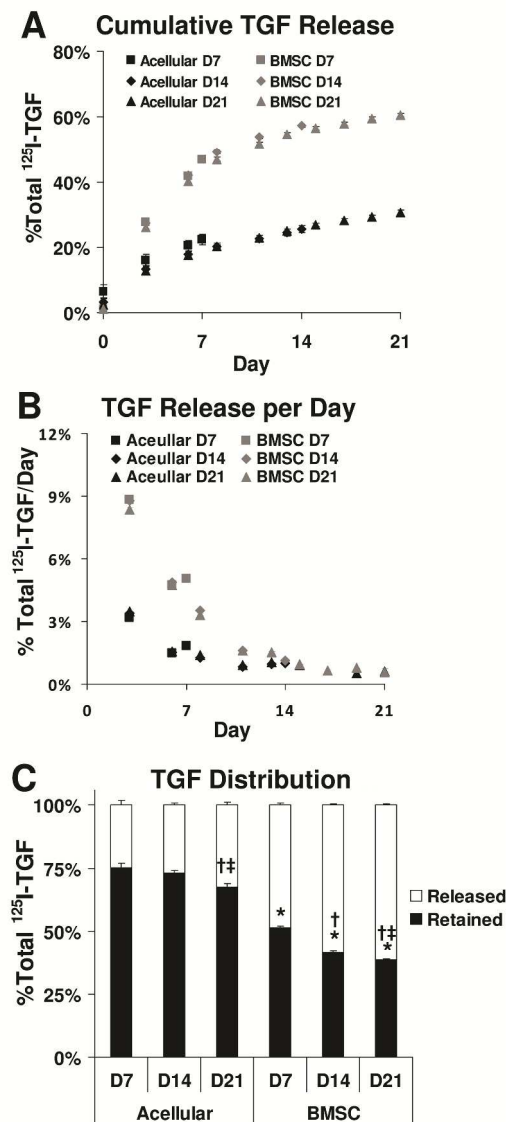 A Cumulative TGF Release
80%
60%
40%
20%
0%
%Total ¹²⁵I-TGF
Acellular D7 BMSC D7
Acellular D14 BMSC D14
Acellular D21 BMSC D21
0 7 14 21
Day
B TGF Release per Day
12%
9%
6%
3%
0%
% Total ¹²⁵I-TGF/Day
Aceullar D7 BMSC D7
Aceullar D14 BMSC D14
Aceullar D21 BMSC D21
0 7 14 21
Day
C TGF Distribution
100%
75%
50%
25%
0%
%Total ¹²⁵I-TGF
†‡
*
†
*
†‡
*
Released
Retained
D7 D14 D21 D7 D14 D21
Acellular BMSC